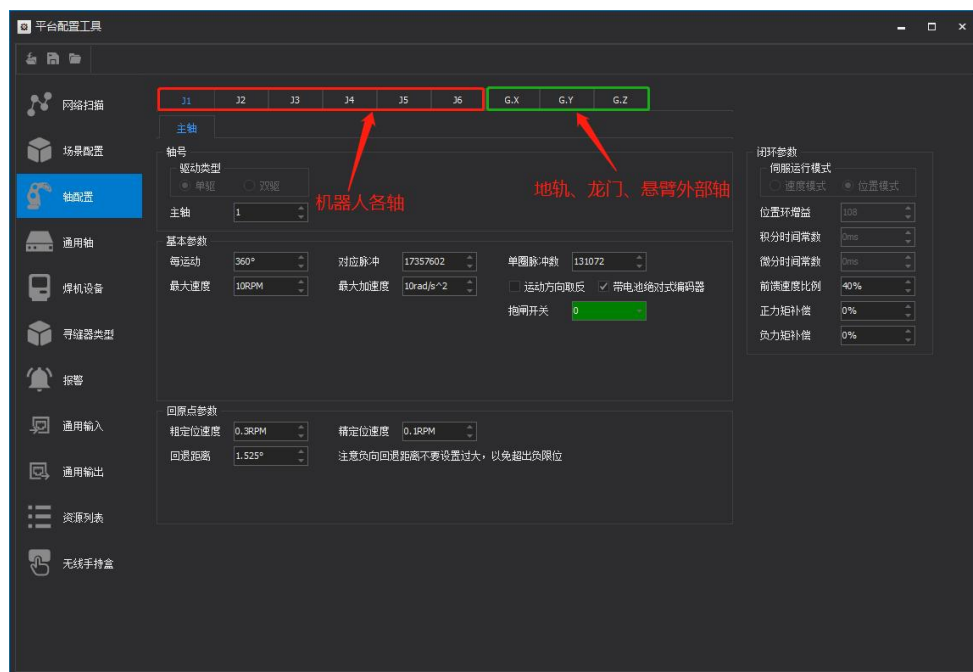 平台配置工具
网络扫描
场景配置
轴配置
通用轴
焊机设备
寻缝器类型
报警
通用输入
通用输出
资源列表
无线手持盒
J1 J2 J3 J4 J5 J6 G.X G.Y G.Z
主轴
机器人各轴
地轨、龙门、悬臂外部轴
轴号
驱动类型
单驱 双驱
主轴 1
基本参数
每运动 360° 对应脉冲 17357602 单圈脉冲数 131072
最大速度 10RPM 最大加速度 10rad/s^2 运动方向取反 带电池绝对式编码器
抱闸开关 0
回原点参数
粗定位速度 0.3RPM 精定位速度 0.1RPM
回退距离 1.525° 注意负向回退距离不要设置过大，以免超出负限位
闭环参数
伺服运行模式
速度模式 位置模式
位置环增益 108
积分时间常数 0ms
微分时间常数 0ms
前馈速度比例 40%
正力矩补偿 0%
负力矩补偿 0%